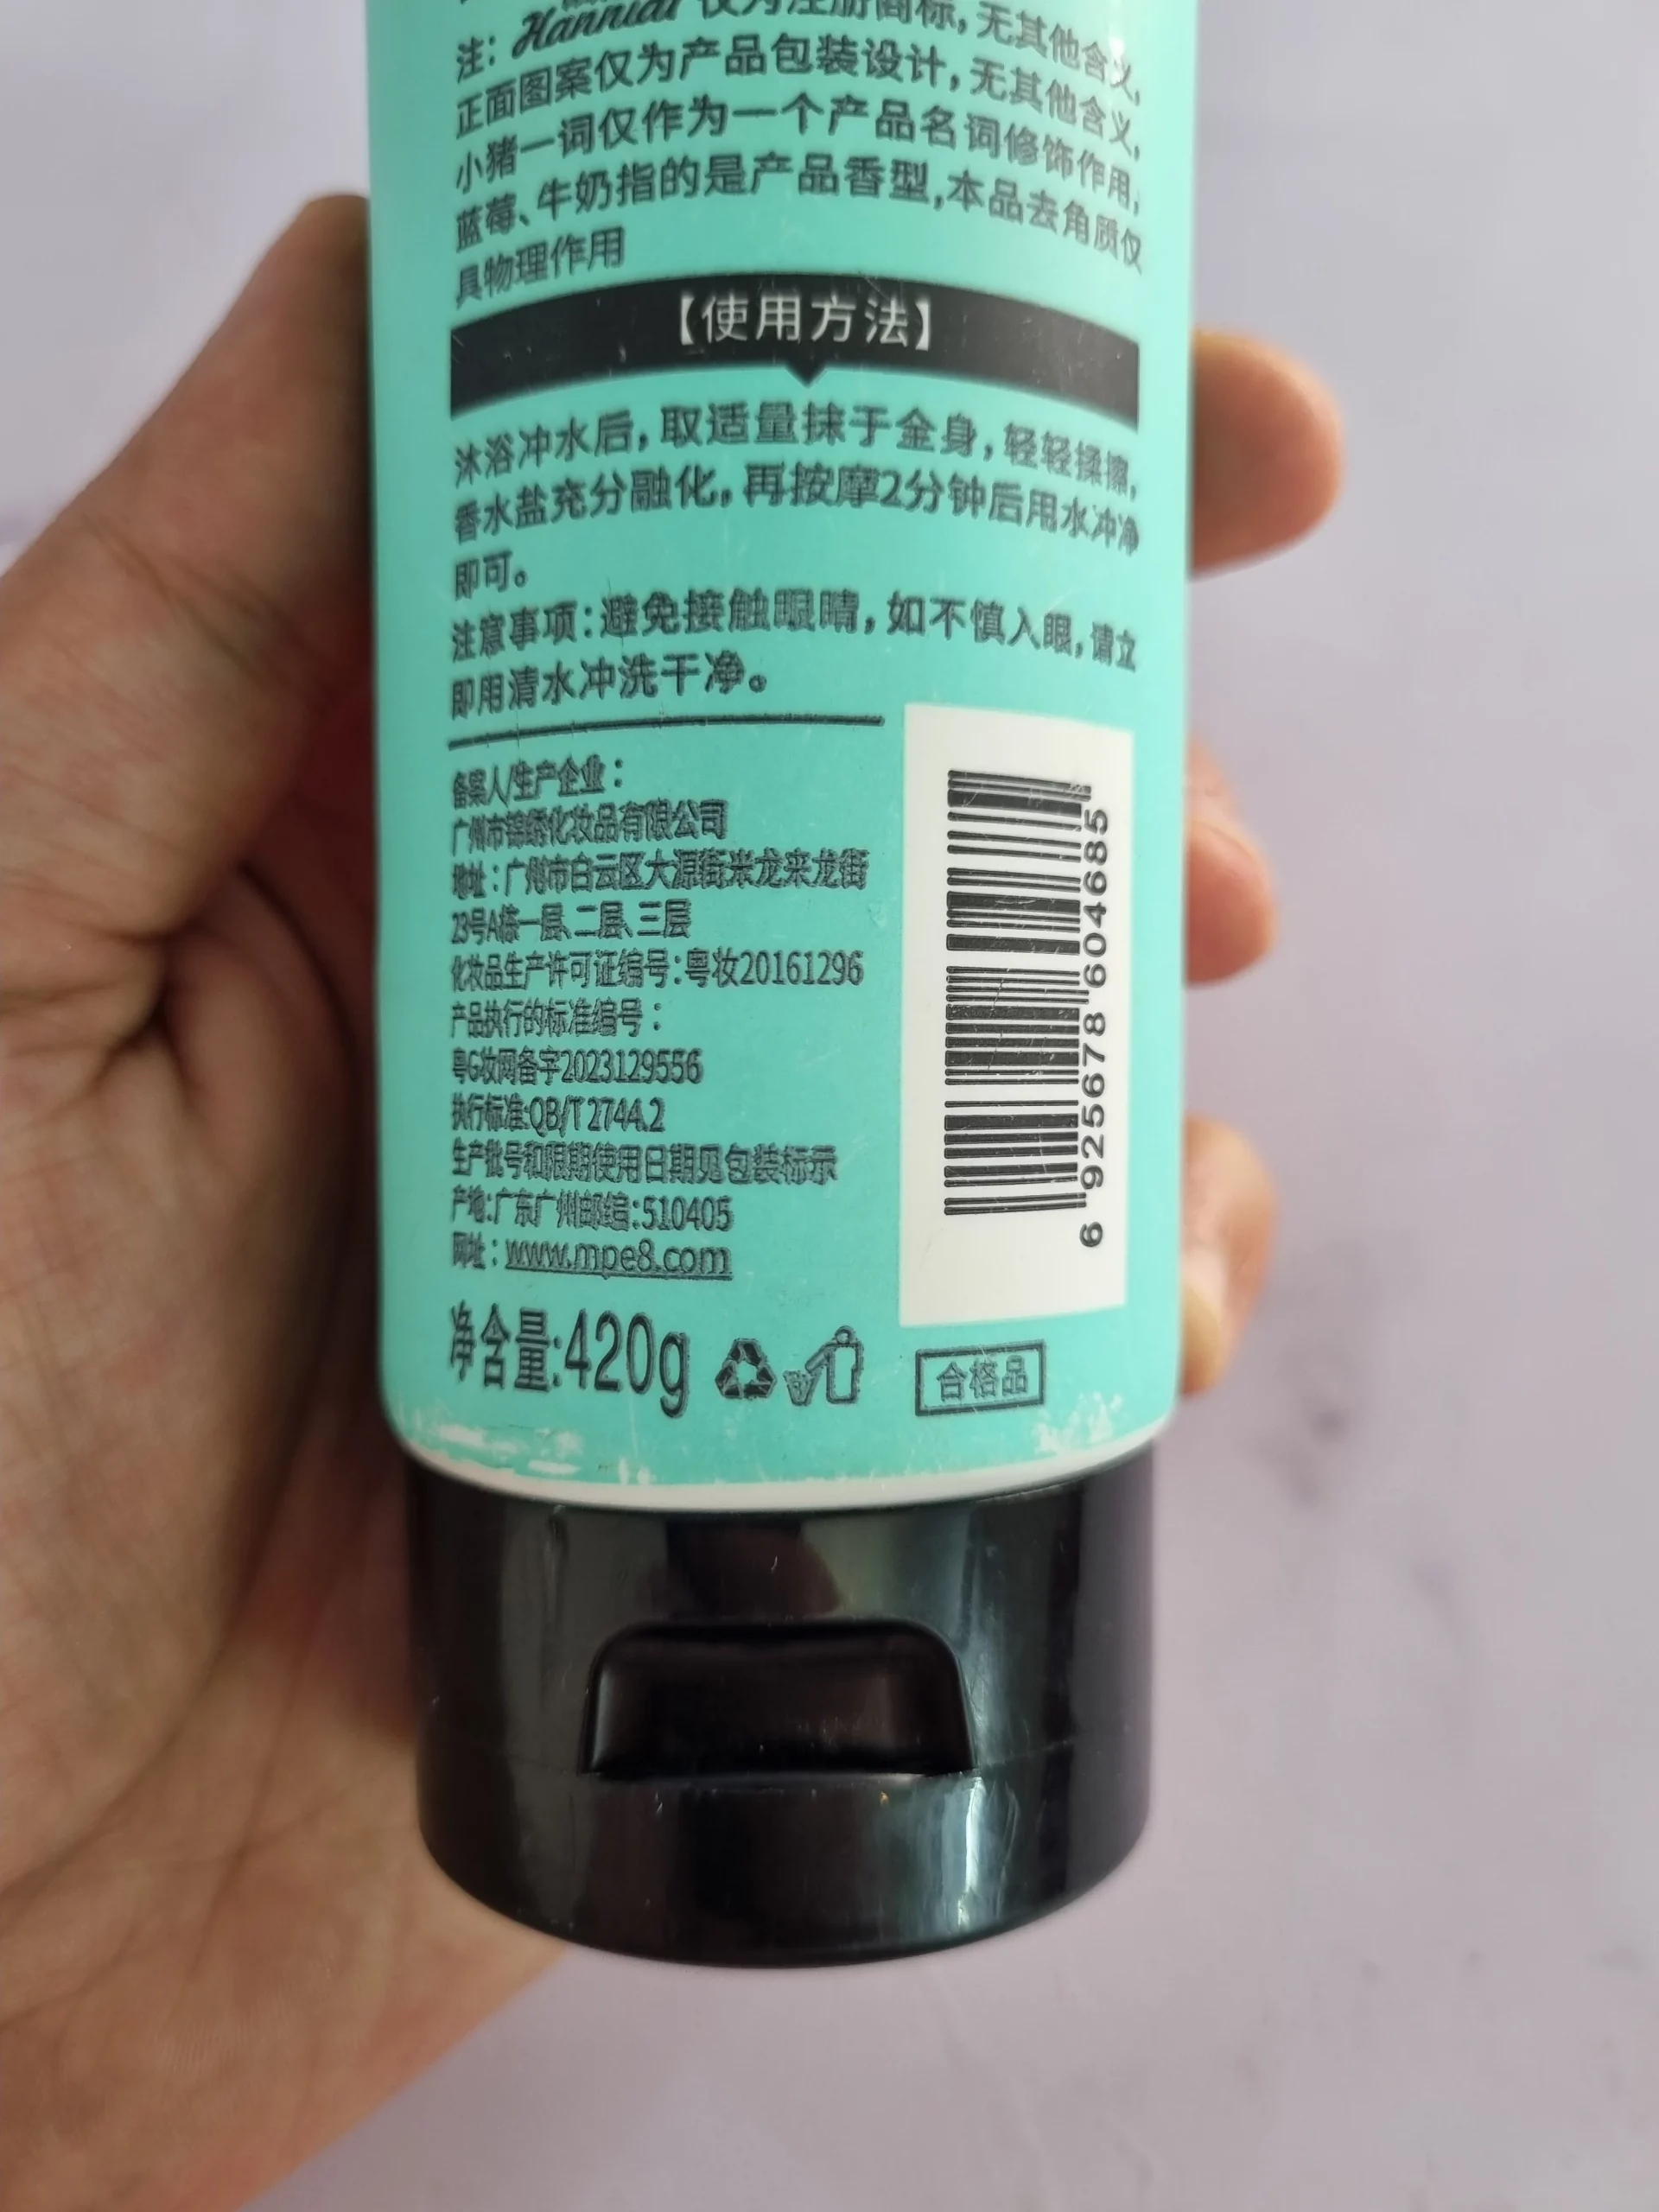 注: Hanruar 仅为注册商标,无其他含义,
正面图案仅为产品包装设计,无其他含义,
小猪一词仅作为一个产品名词修饰作用,
蓝莓、牛奶指的是产品香型,本品去角质仅
具物理作用
【使用方法】
沐浴冲水后,取适量抹于全身,轻轻揉擦,
香水盐充分融化,再按摩2分钟后用水冲净
即可。
注意事项:避免接触眼睛,如不慎入眼,请立
即用清水冲洗干净。
备案人/生产企业:
广州市锦绣化妆品有限公司
地址:广州市白云区大源街米龙来龙街
23号A栋一层、二层、三层
化妆品生产许可证编号:粤妆20161296
产品执行的标准编号:
粤G妆网备字2023129556
执行标准:QB/T 2744.2
生产批号和限期使用日期见包装标示
产地:广东广州邮编:510405
网址:www.mpe8.com
净含量:420g
合格品
6 925678 604685